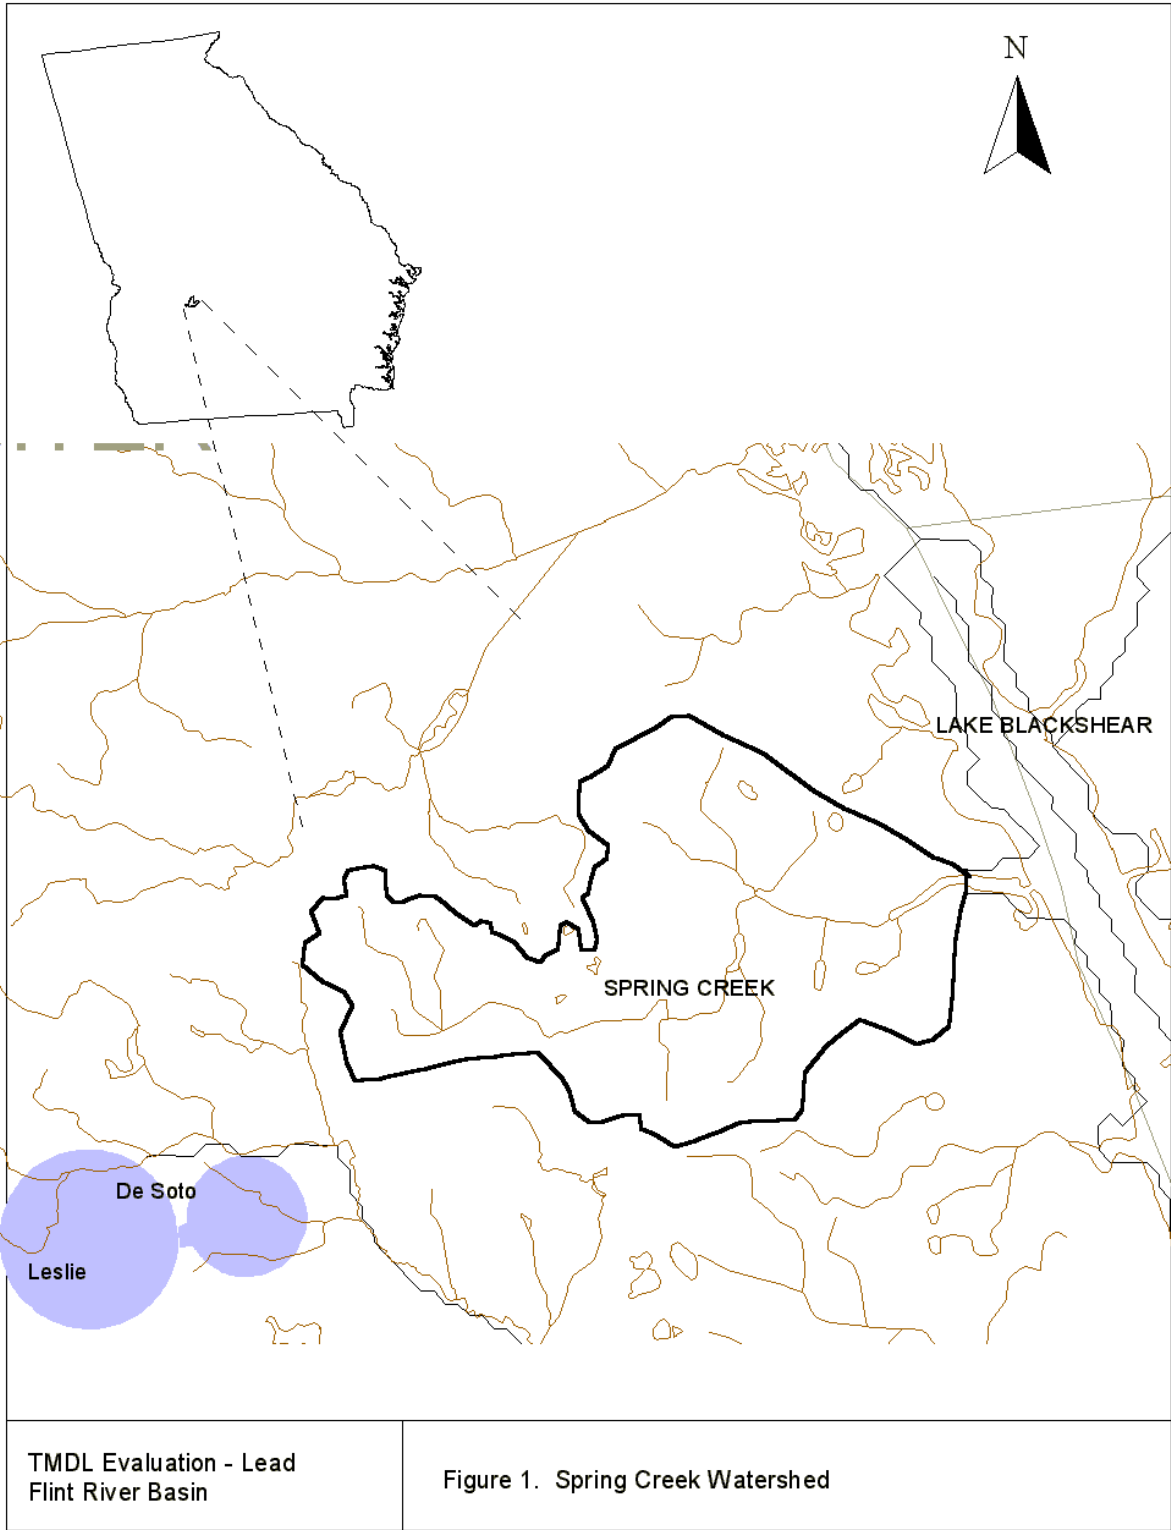 N
LAKE BLACKSHEAR
SPRING CREEK
De Soto
Leslie
TMDL Evaluation - Lead
Flint River Basin
Figure 1.  Spring Creek Watershed